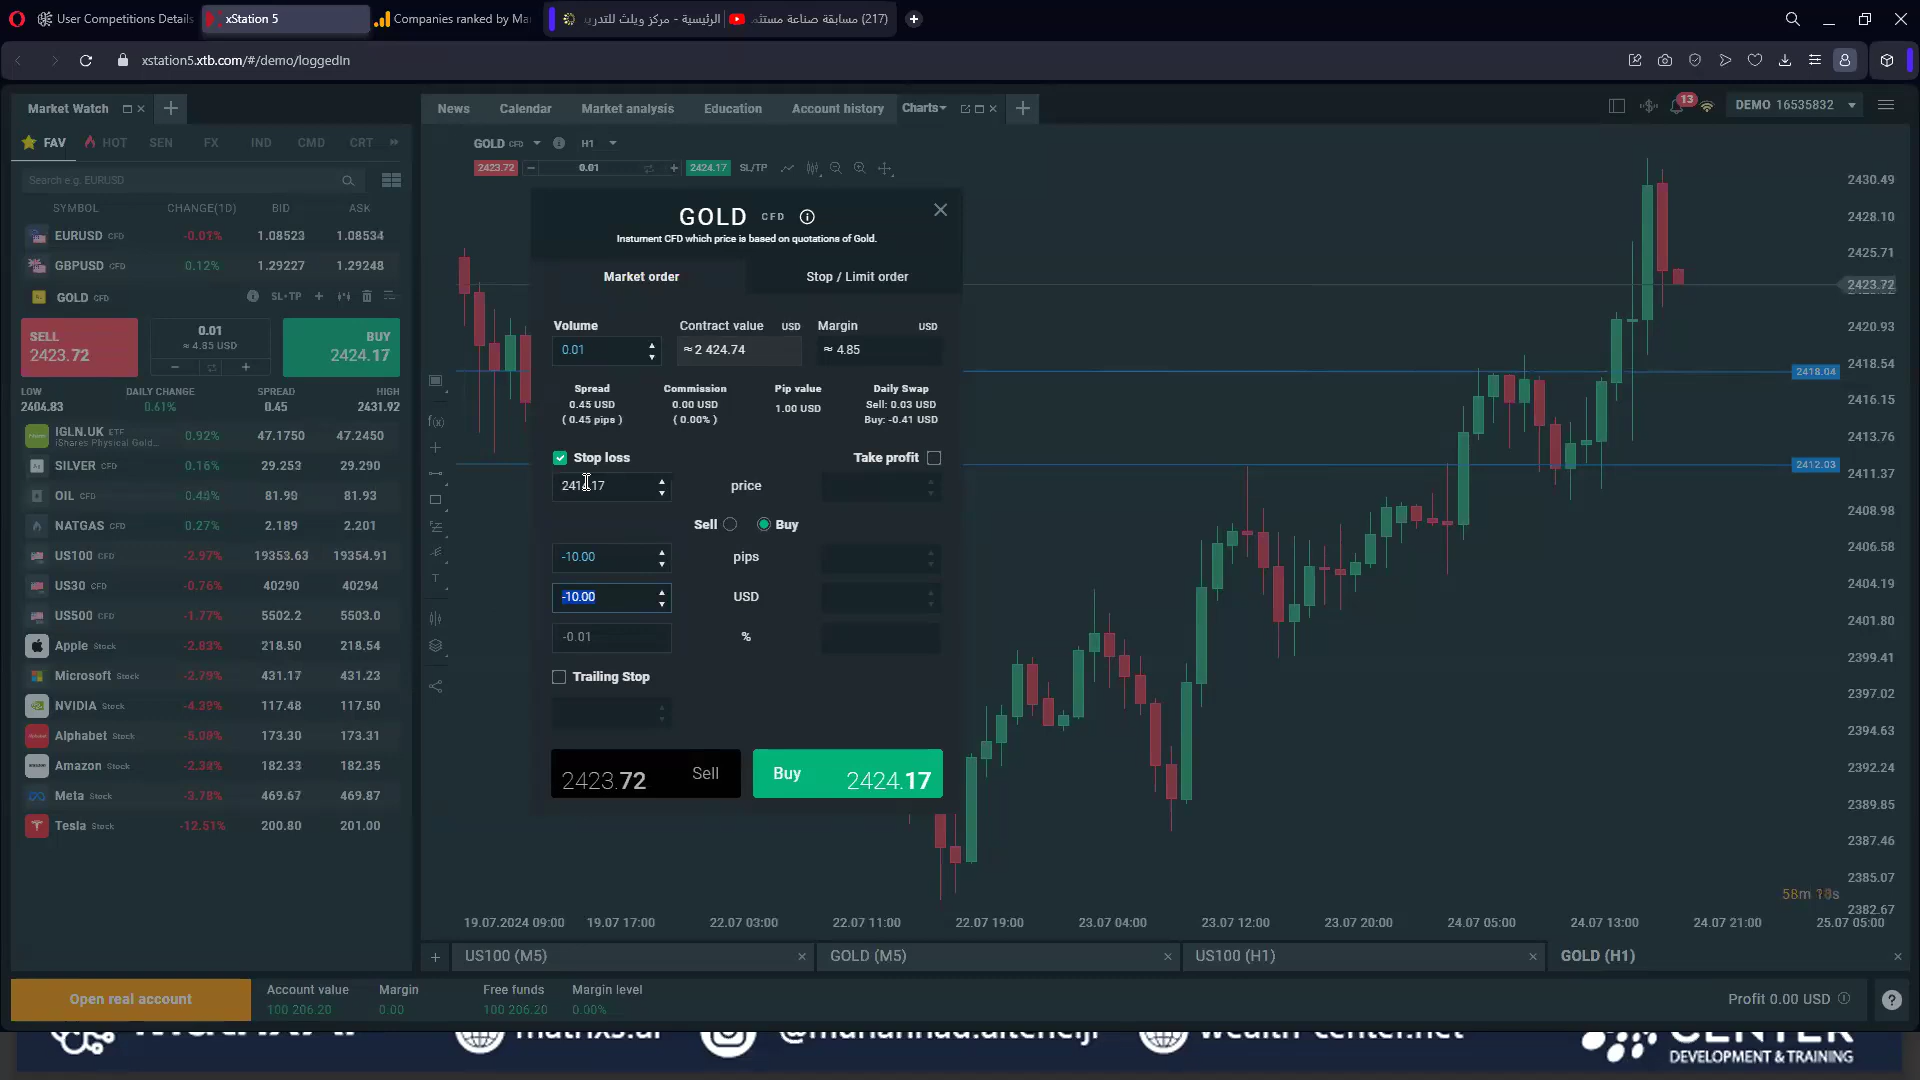 User Competitions Details
xStation 5
Companies ranked by Ma
الرئيسية - مركز ويلث للتدري
(217) مسابقة صناعة مستثم
xstation5.xtb.com/#/demo/loggedIn
Market Watch
News
Calendar
Market analysis
Education
Account history
Charts
13
DEMO 16535832
FAV
HOT
SEN
FX
IND
CMD
CRT
Search e.g. EURUSD
SYMBOL CHANGE(1D) BID ASK
EURUSD CFD -0.01% 1.08523 1.08534
GBPUSD CFD 0.12% 1.29227 1.29248
GOLD CFD SL·TP
SELL
2423.72
0.01
≈ 4.85 USD
BUY
2424.17
LOW DAILY CHANGE SPREAD HIGH
2404.83 0.61% 0.45 2431.92
IGLN.UK ETF 0.92% 47.1750 47.2450
iShares Physical Gold...
SILVER CFD 0.16% 29.253 29.290
OIL CFD 81.90 81.93
NATGAS CFD 0.27% 2.189 2.201
US100 CFD -2.97% 19353.63 19354.91
US30 CFD -0.76% 40290 40294
US500 CFD -1.77% 5502.2 5503.0
Apple Stock -2.83% 218.50 218.54
Microsoft Stock -2.79% 431.17 431.23
NVIDIA Stock 117.48 117.50
Alphabet Stock 173.30 173.31
Amazon Stock 182.33 182.35
Meta Stock -3.78% 469.67 469.87
Tesla Stock -12.51% 200.80 201.00
GOLD CFD H1
2423.72 0.01 2424.17 SL/TP
GOLD CFD
Instument CFD which price is based on quotations of Gold.
Market order
Stop / Limit order
Volume
Contract value USD
Margin USD
0.01
≈ 2 424.74
≈ 4.85
Spread Commission Pip value Daily Swap
0.45 USD 0.00 USD 1.00 USD Sell: 0.03 USD
( 0.45 pips ) ( 0.00% ) Buy: -0.41 USD
Stop loss
Take profit
price
Sell
Buy
-10.00 pips
-10.00 USD
-0.01 %
Trailing Stop
2423.72 Sell
Buy 2424.17
2430.49
2428.10
2425.71
2423.72
2420.93
2418.54
2418.04
2416.15
2413.76
2412.03
2411.37
2408.98
2406.58
2404.19
2401.80
2399.41
2397.02
2394.63
2392.24
2389.85
2387.46
2385.07
2382.67
19.07.2024 09:00
19.07 17:00
22.07 03:00
22.07 11:00
22.07 19:00
23.07 04:00
23.07 12:00
23.07 20:00
24.07 05:00
24.07 13:00
24.07 21:00
25.07 05:00
US100 (M5)
GOLD (M5)
US100 (H1)
GOLD (H1)
Open real account
Account value
Margin
Free funds
Margin level
100 206.20
0.00
100 206.20
0.00%
Profit 0.00 USD
CENTER
DEVELOPMENT & TRAINING